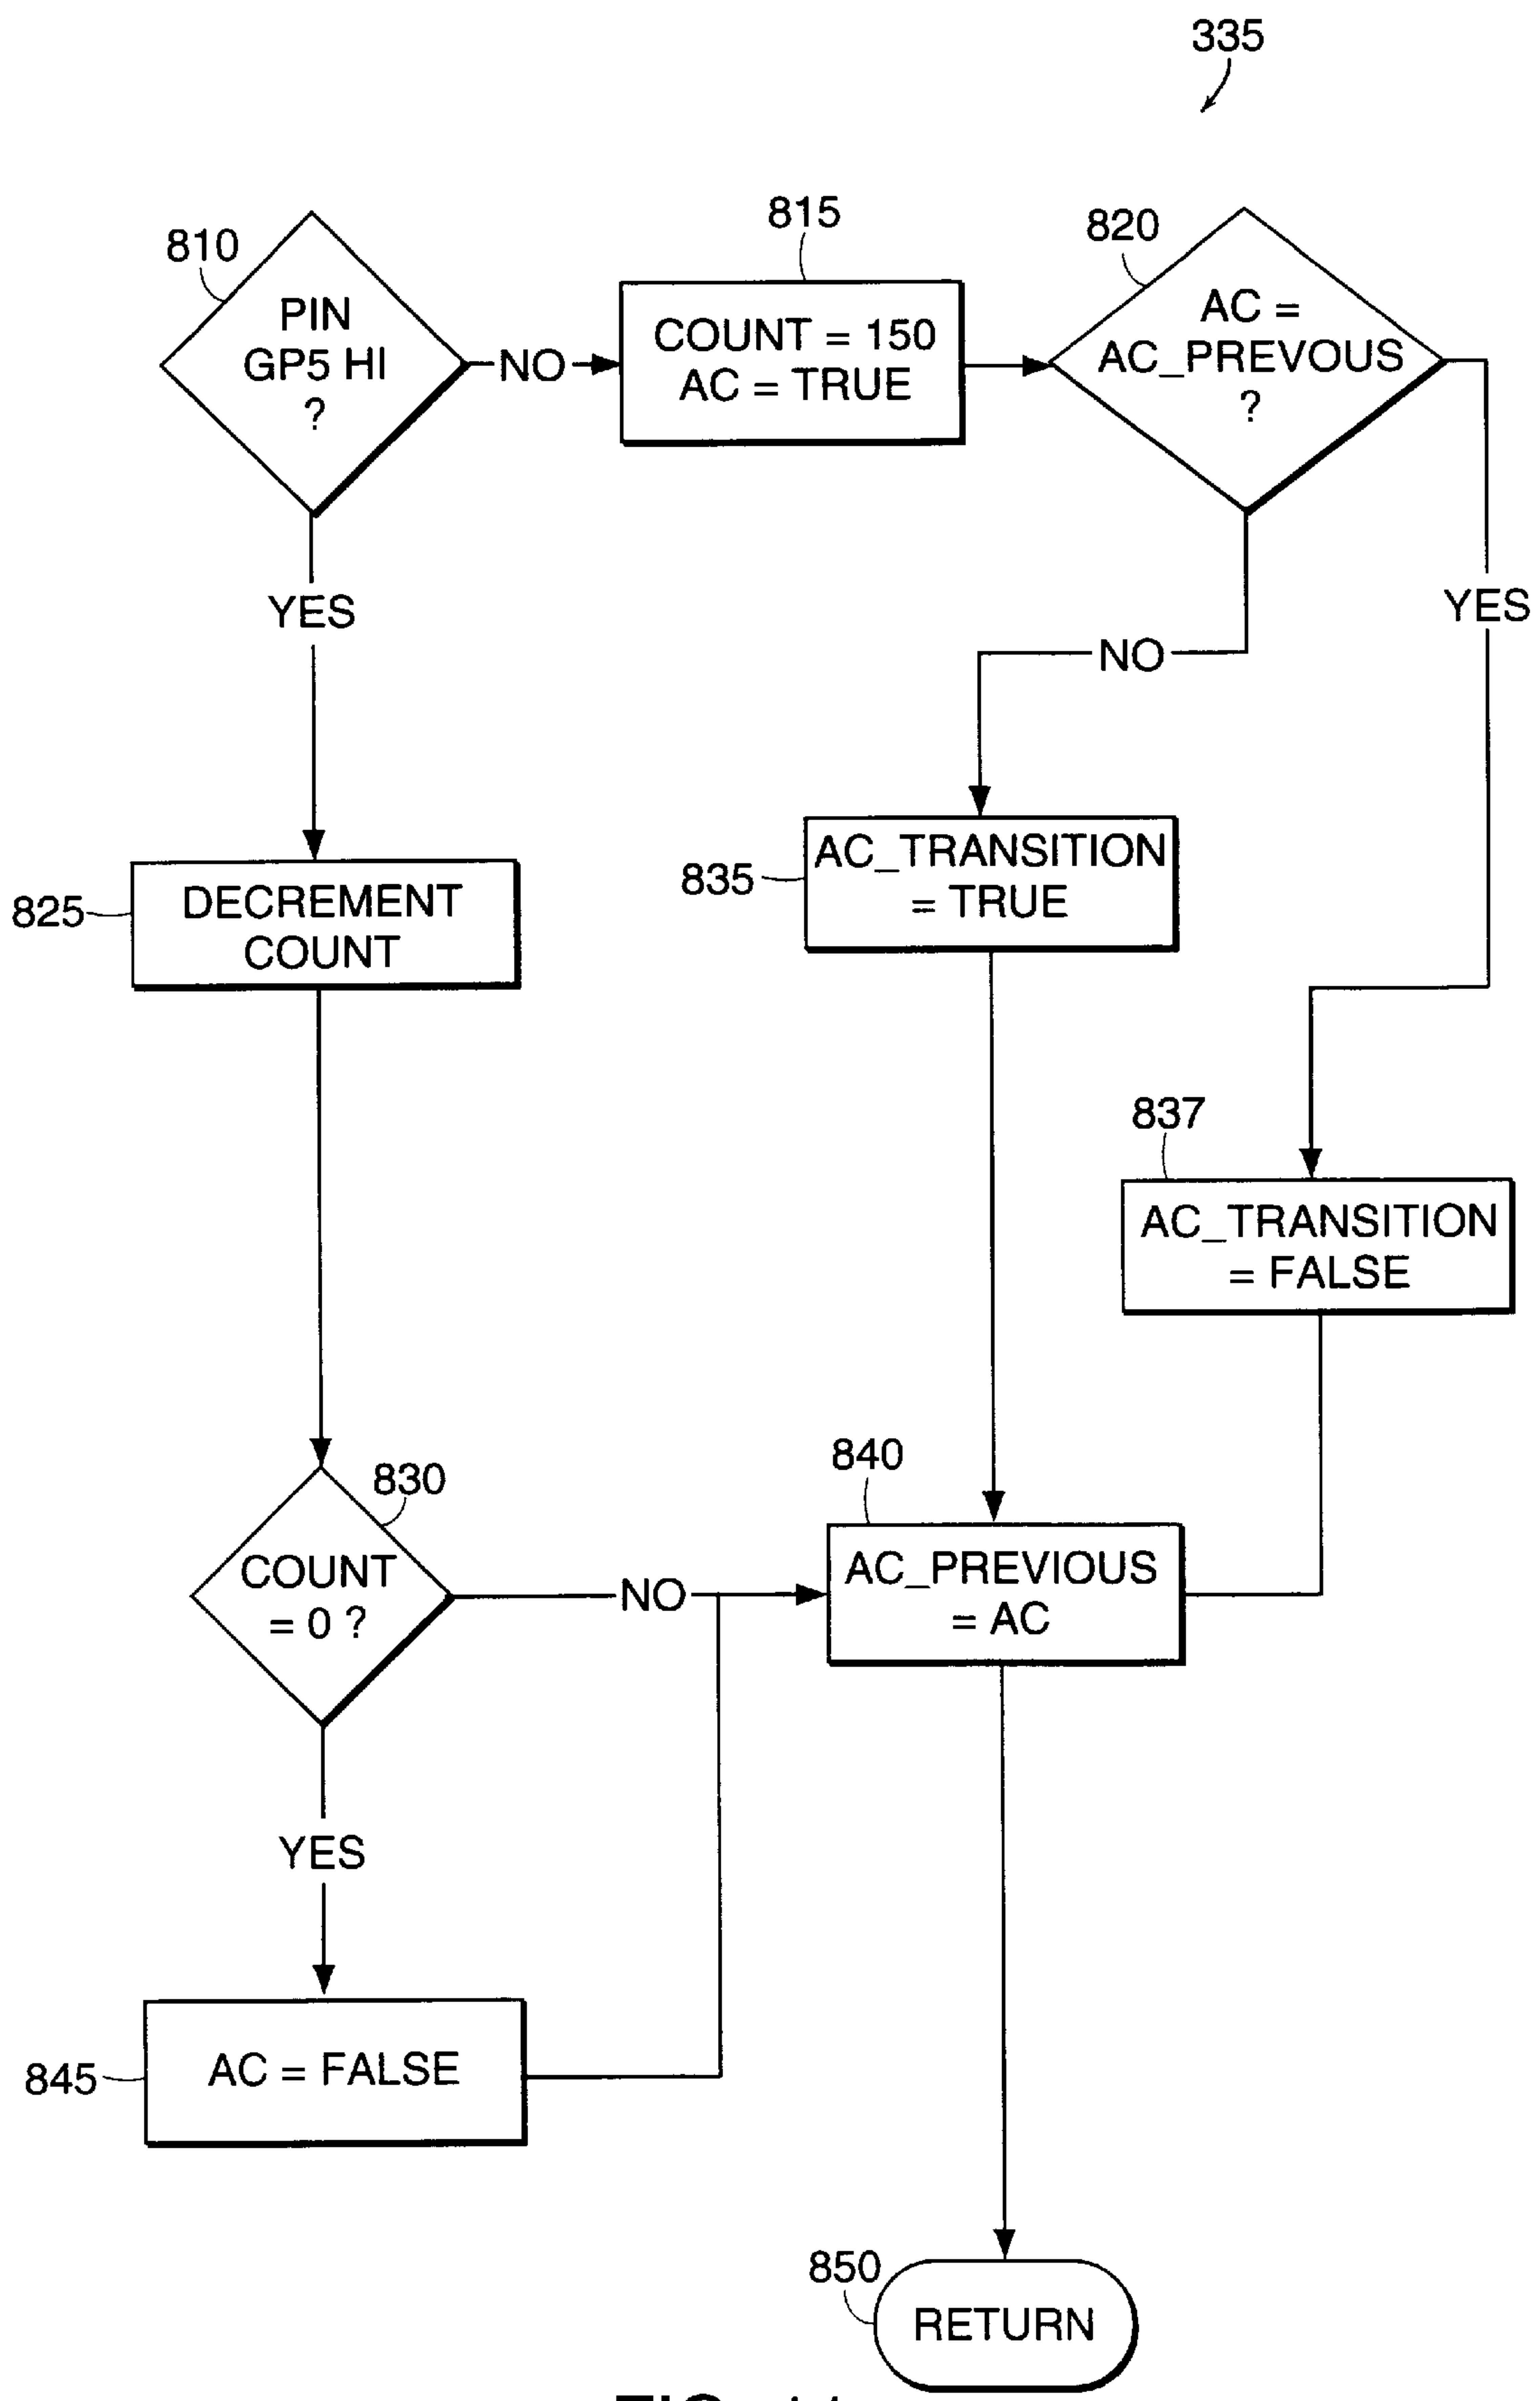 335
810
PIN
GP5 HI
?
NO
815
COUNT = 150
AC = TRUE
820
AC =
AC_PREVOUS
?
YES
NO
YES
825
DECREMENT
COUNT
835
AC_TRANSITION
= TRUE
837
AC_TRANSITION
= FALSE
830
COUNT
= 0 ?
NO
840
AC_PREVIOUS
= AC
YES
845
AC = FALSE
850
RETURN